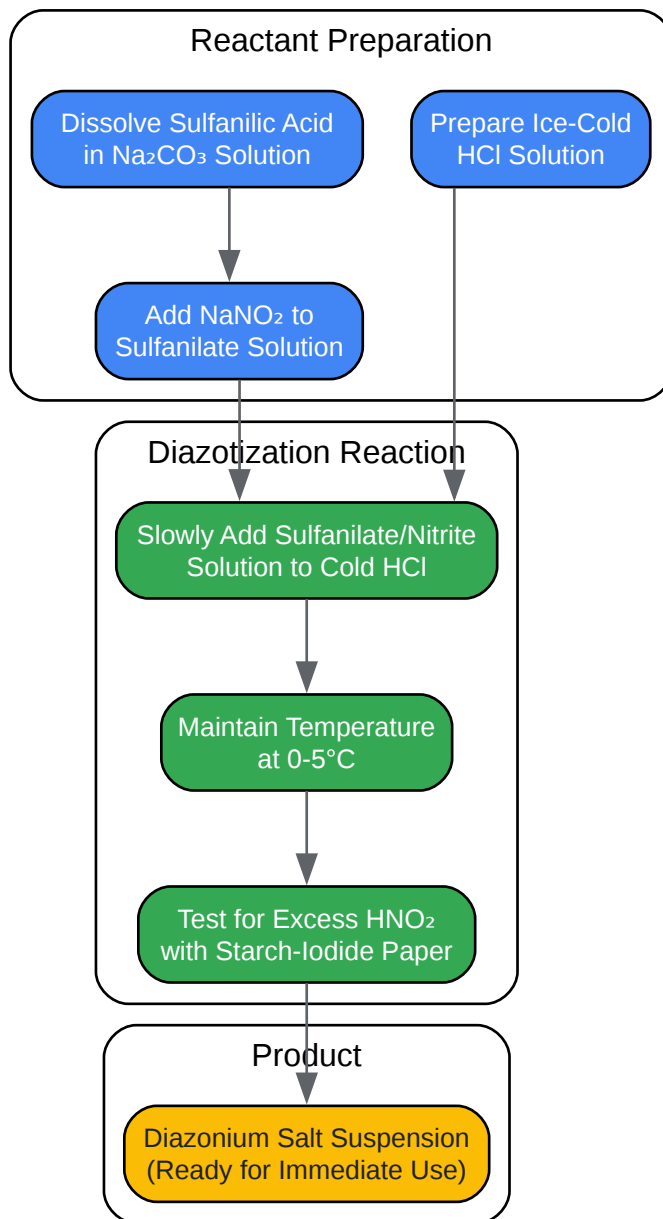 Reactant Preparation
Dissolve Sulfanilic Acid
in Na₂CO₃ Solution
Prepare Ice-Cold
HCl Solution
Add NaNO₂ to
Sulfanilate Solution
Diazotization Reaction
Slowly Add Sulfanilate/Nitrite
Solution to Cold HCl
Maintain Temperature
at 0-5°C
Test for Excess HNO₂
with Starch-Iodide Paper
Product
Diazonium Salt Suspension
(Ready for Immediate Use)